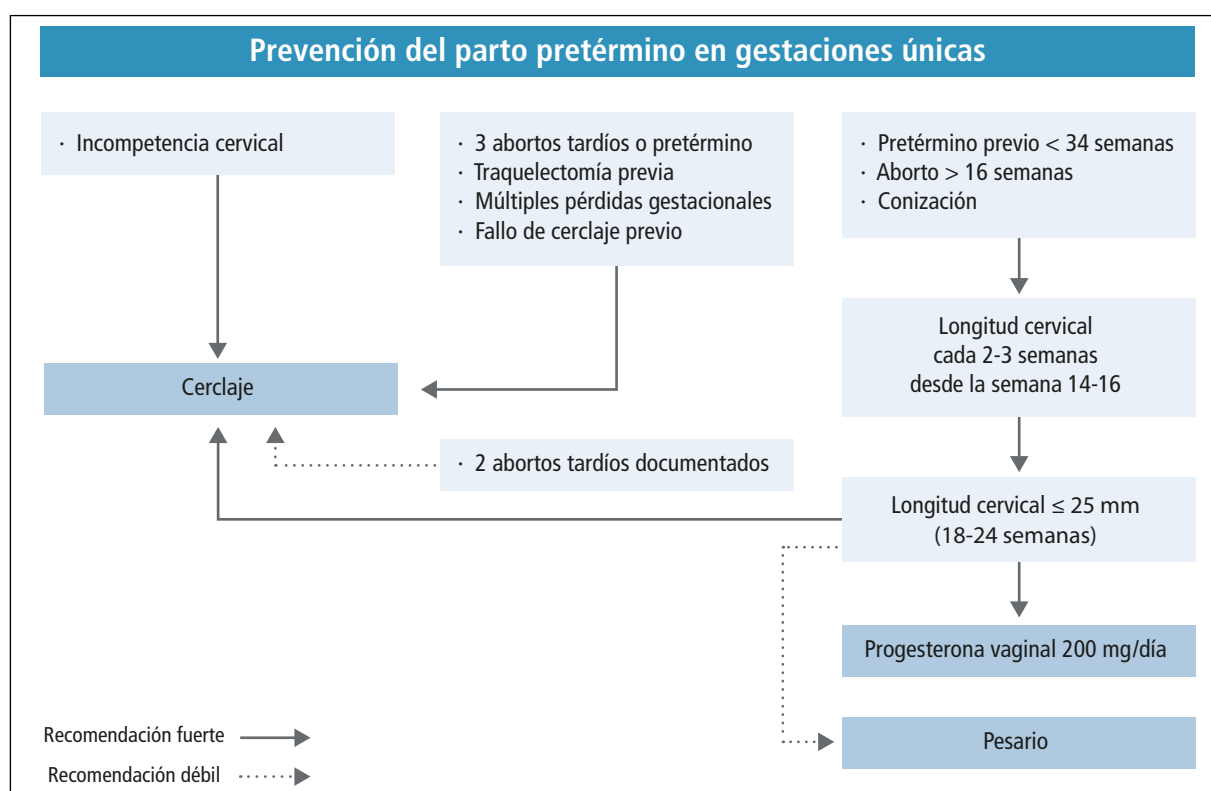 Prevención del parto pretérmino en gestaciones únicas
· Incompetencia cervical
· 3 abortos tardíos o pretérmino
· Traquelectomía previa
· Múltiples pérdidas gestacionales
· Fallo de cerclaje previo
· Pretérmino previo < 34 semanas
· Aborto > 16 semanas
· Conización
Longitud cervical
cada 2-3 semanas
desde la semana 14-16
Cerclaje
· 2 abortos tardíos documentados
Longitud cervical ≤ 25 mm
(18-24 semanas)
Progesterona vaginal 200 mg/día
Pesario
Recomendación fuerte
Recomendación débil